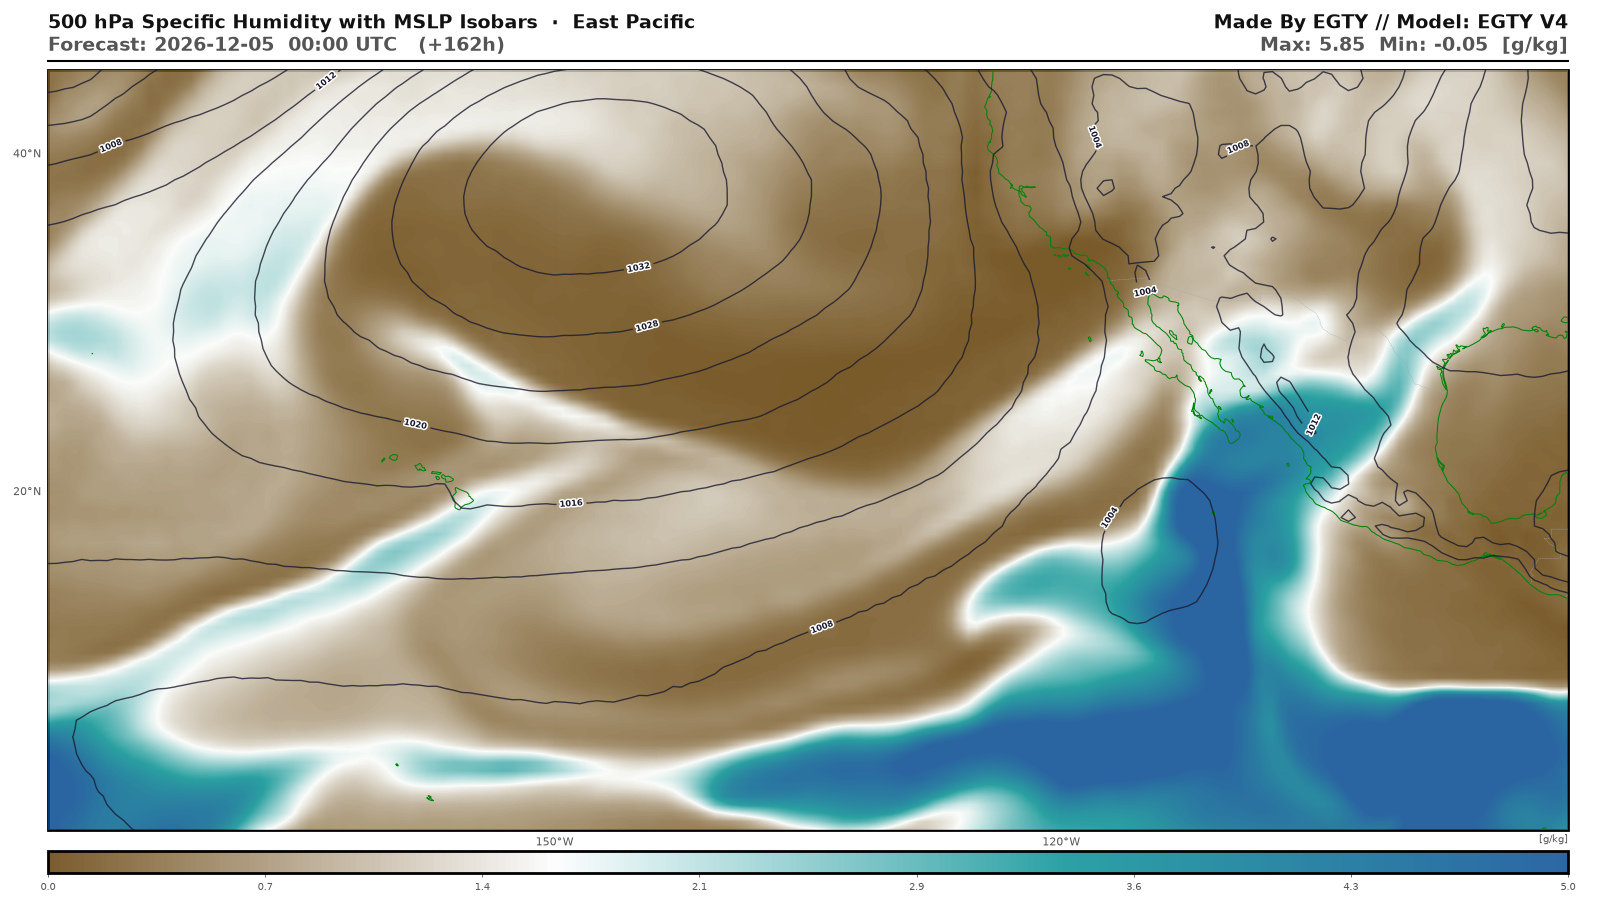 500 hPa Specific Humidity with MSLP Isobars · East Pacific
Made By EGTY // Model: EGTY V4
Forecast: 2026-12-05 00:00 UTC (+162h)
Max: 5.85 Min: -0.05 [g/kg]
1012
1004
1008
1008
40°N
1032
1004
1028
1020
1012
20°N
1016
1004
1008
150°W
120°W
[g/kg]
0.0 0.7 1.4 2.1 2.9 3.6 4.3 5.0